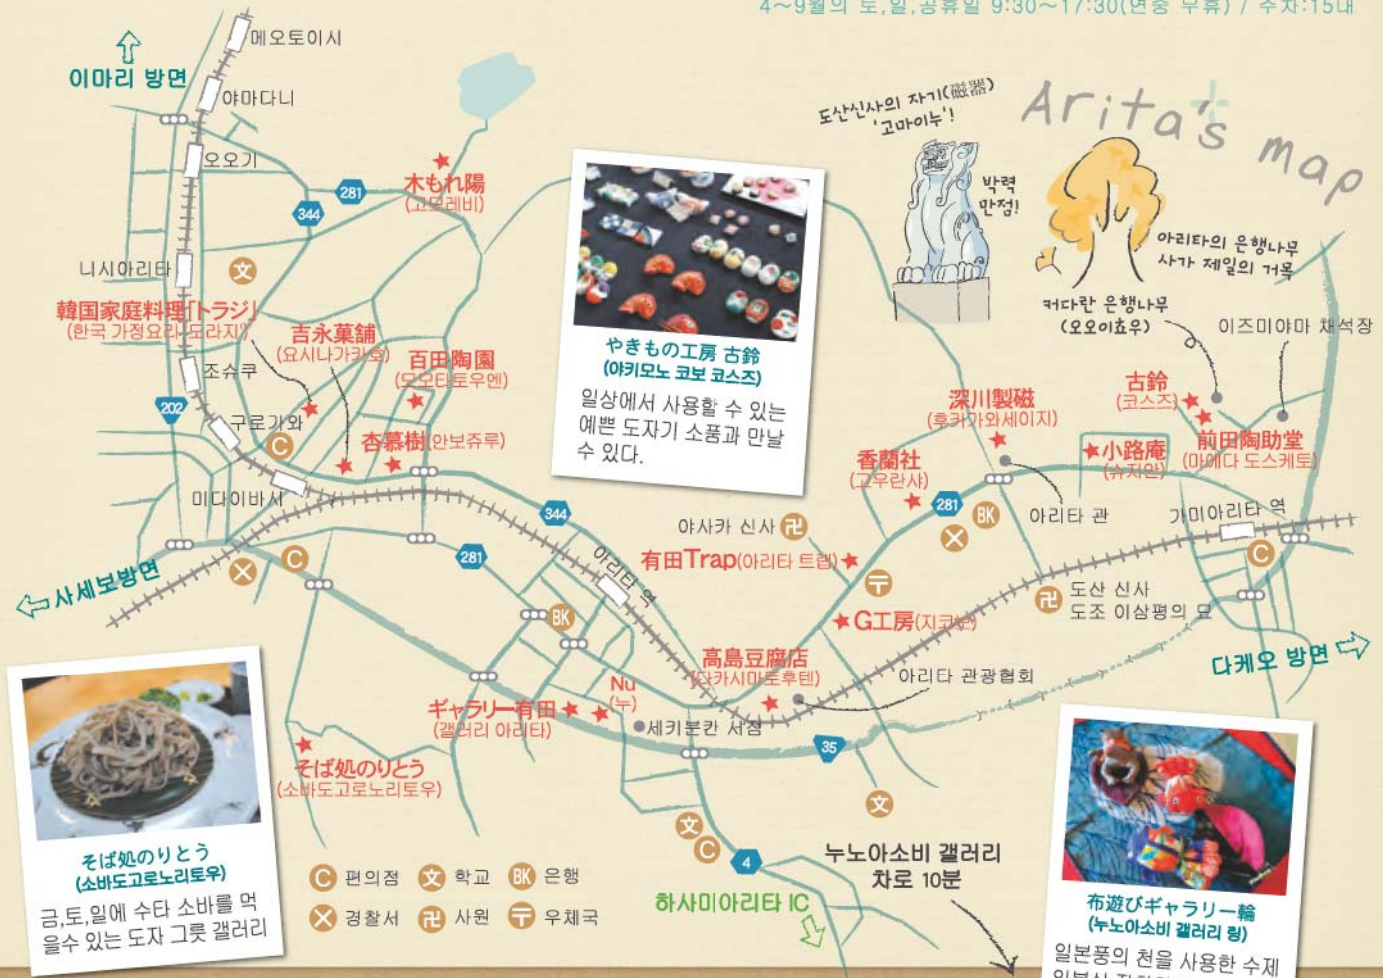 4~9월의 토,일,공휴일 9:30~17:30(연중 무휴) / 주차:15대
Arita's map
이마리 방면
메오토이시
야마다니
오오기
281
344
木もれ陽
(고모레비)
니시아리타
文
韓国家庭料理「トラジ」
(한국 가정요리 '도라지')
吉永菓舗
(요시나가카호)
百田陶園
(모모타토우엔)
조슈쿠
202
구로가와
C
杏慕樹(안보쥬루)
미다이바시
C
사세보방면
344
281
아리타 역
BK
やきもの工房 古鈴
(야키모노 코보 코스즈)
일상에서 사용할 수 있는
예쁜 도자기 소품과 만날
수 있다.
도산신사의 자기(磁器)
'고마이누'!
박력
만점!
아리타의 은행나무
사가 제일의 거목
커다란 은행나무
(오오이쵸우)
이즈미야마 채석장
古鈴
(코스즈)
深川製磁
(후카가와세이지)
小路庵
(슈지안)
前田陶助堂
(마에다 도스케토)
香蘭社
(고우란샤)
281
BK
아리타 관
가미아리타 역
C
야사카 신사
有田Trap(아리타 트랩)
G工房(지코보)
도산 신사
도조 이삼평의 묘
다케오 방면
高島豆腐店
(다카시마토후텐)
아리타 관광협회
Nu
(누)
ギャラリー有田
(갤러리 아리타)
세키분칸 서점
35
そば処のりとう
(소바도고로노리토우)
文
文
C
4
하사미아리타 IC
누노아소비 갤러리
차로 10분
そば処のりとう
(소바도고로노리토우)
금,토,일에 수타 소바를 먹
을수 있는 도자 그릇 갤러리
C 편의점 文 학교 BK 은행
경찰서 卍 사원 〒 우체국
布遊びギャラリー輪
(누노아소비 갤러리 링)
일본풍의 천을 사용한 수제